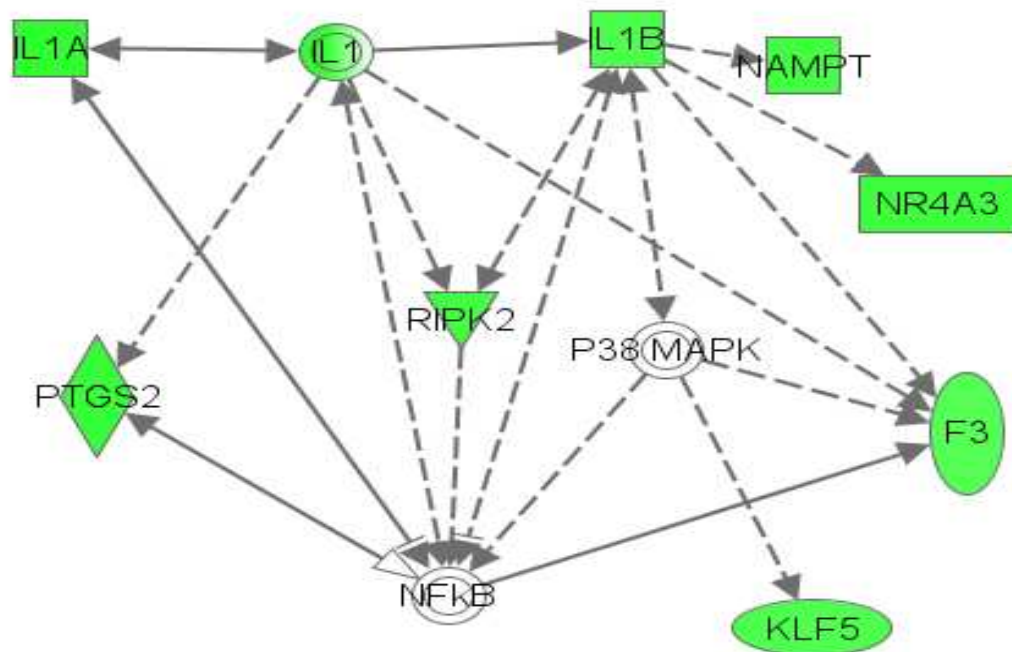 IL1A
IL1
IL1B
NAMPT
NR4A3
RIPK2
P38 MAPK
PTGS2
F3
NFkB
KLF5